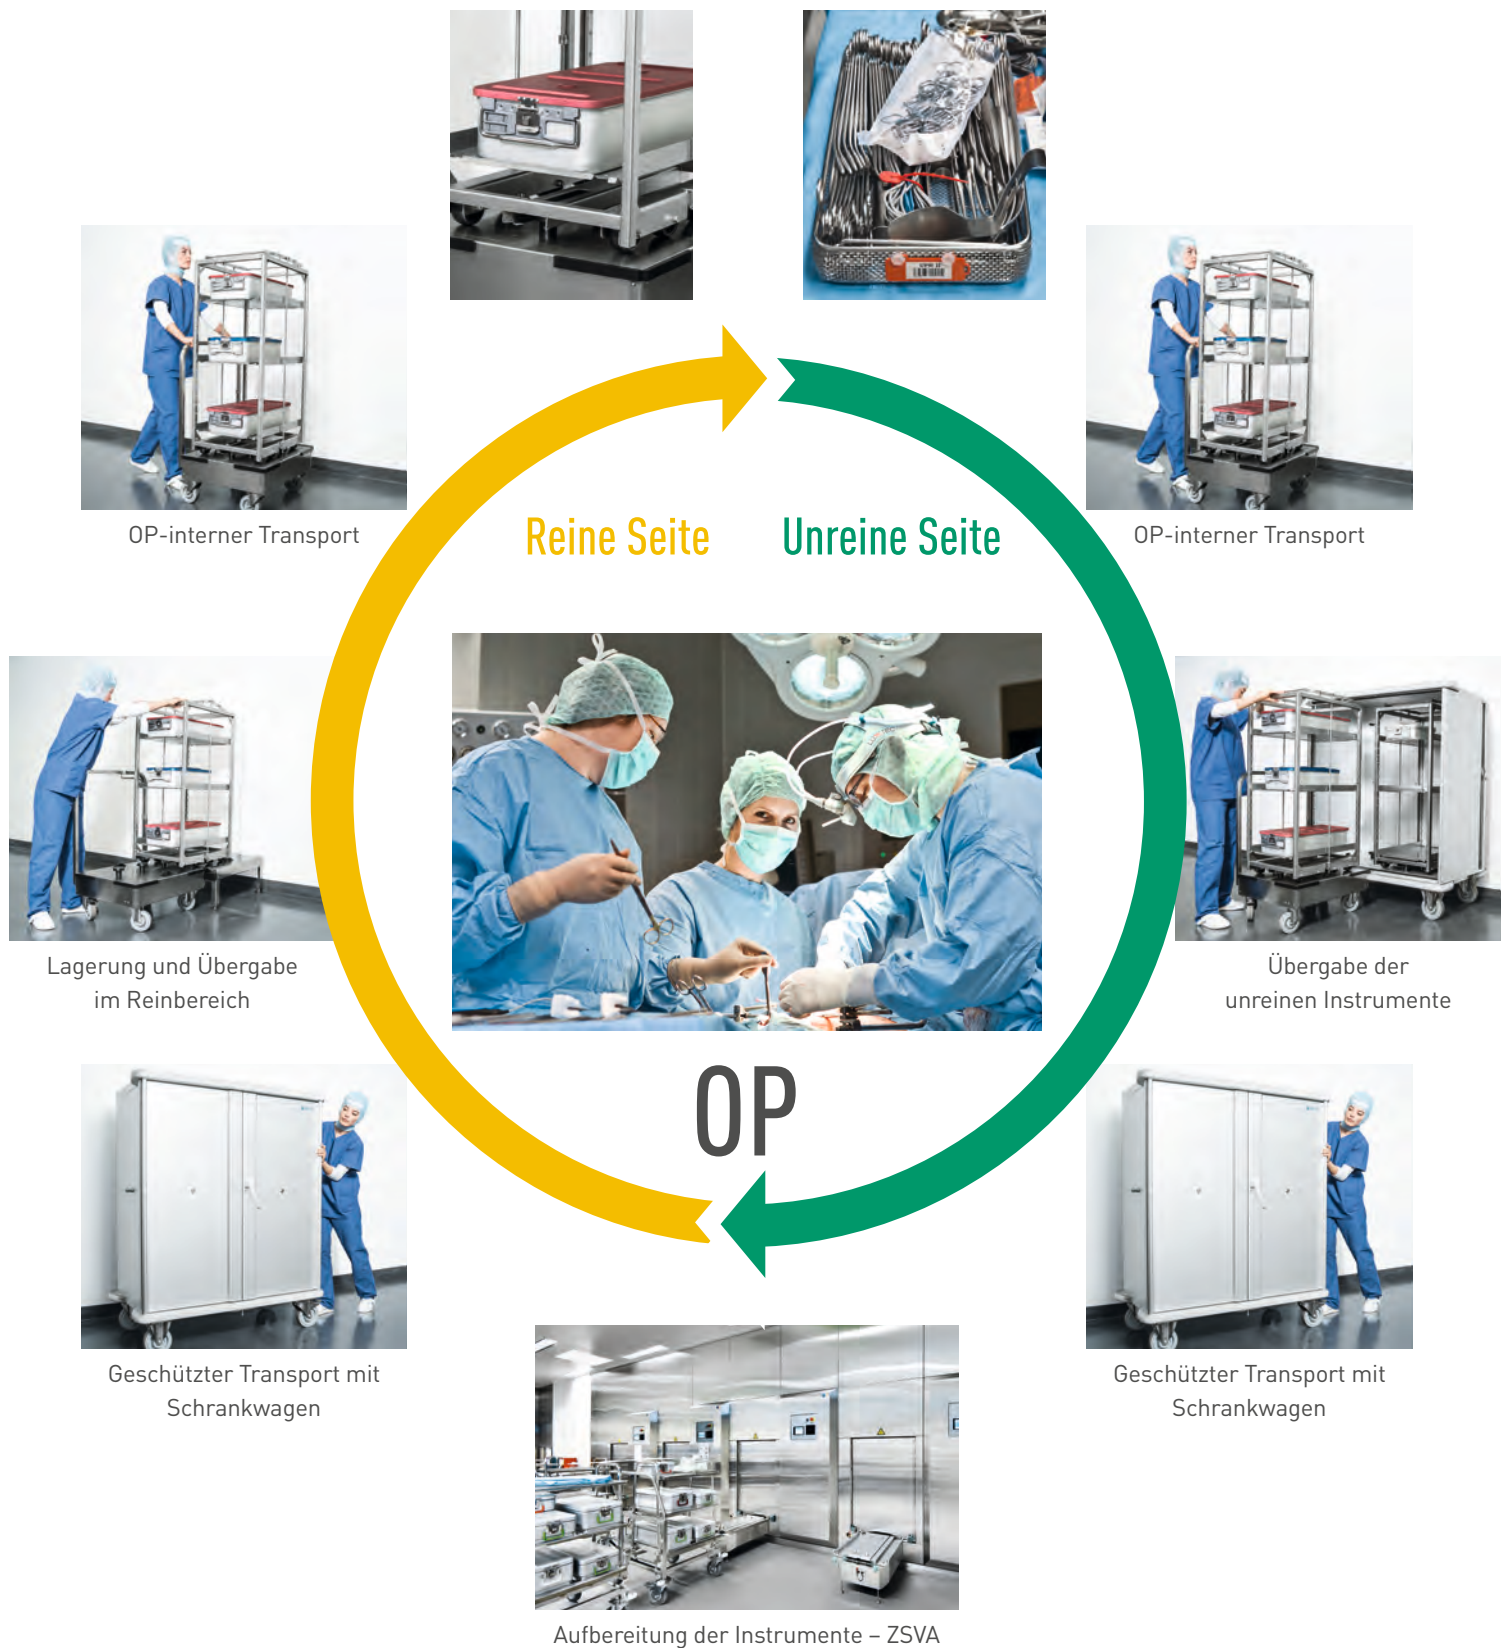 OP-interner Transport
OP-interner Transport
Reine Seite
Unreine Seite
Lagerung und Übergabe
im Reinbereich
Übergabe der
unreinen Instrumente
OP
Geschützter Transport mit
Schrankwagen
Geschützter Transport mit
Schrankwagen
Aufbereitung der Instrumente – ZSVA